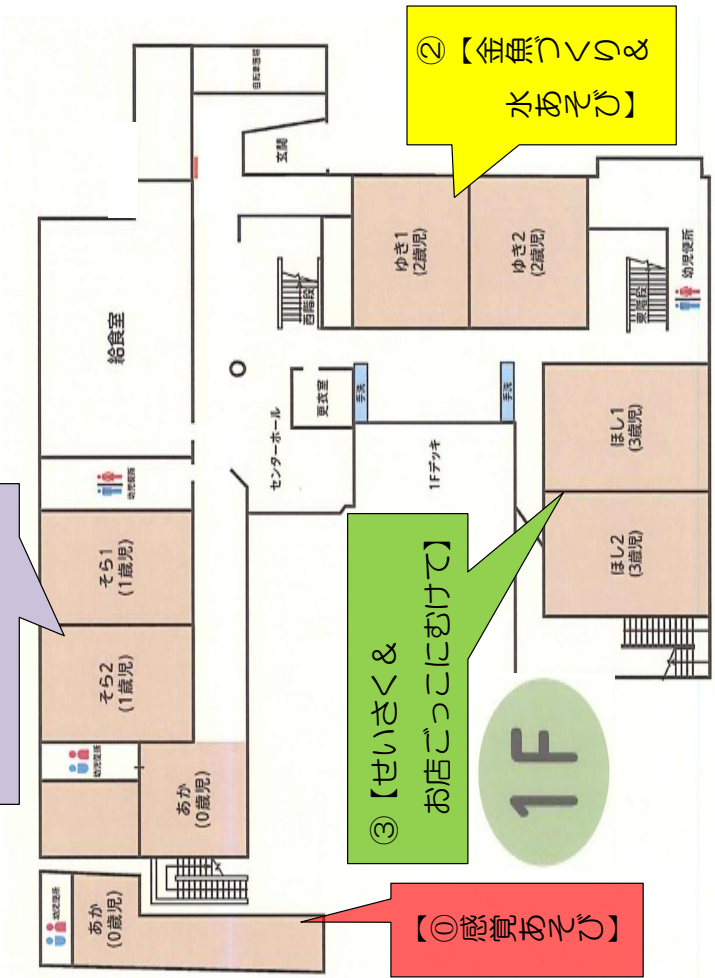 ②【金魚づくり＆
水あそび】
自転車置場
玄関
給食室
西階段
ゆき1
(2歳児)
ゆき2
(2歳児)
東階段
幼児便所
更衣室
センターホール
手洗
手洗
1Fデッキ
幼児便所
そら1
(1歳児)
そら2
(1歳児)
ほし1
(3歳児)
ほし2
(3歳児)
③【せいさく＆
お店ごっこにむけて】
1F
幼児便所
あか
(0歳児)
幼児便所
あか
(0歳児)
【⓪感覚あそび】